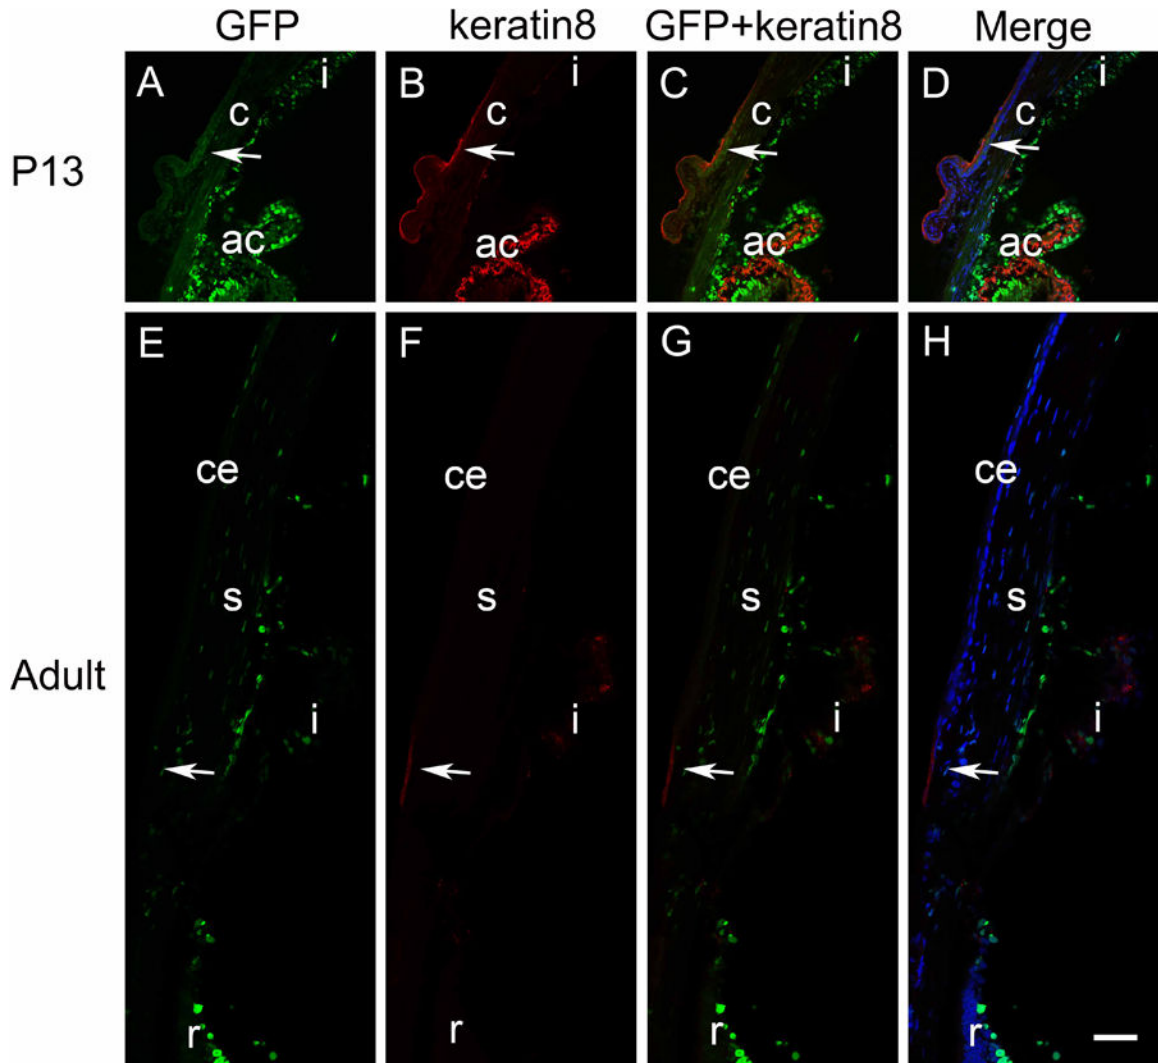 GFP keratin8 GFP+keratin8 Merge
P13
A i c ac
B i c ac
C i c ac
D i c ac
Adult
E ce s i r
F ce s i r
G ce s i r
H ce s i r